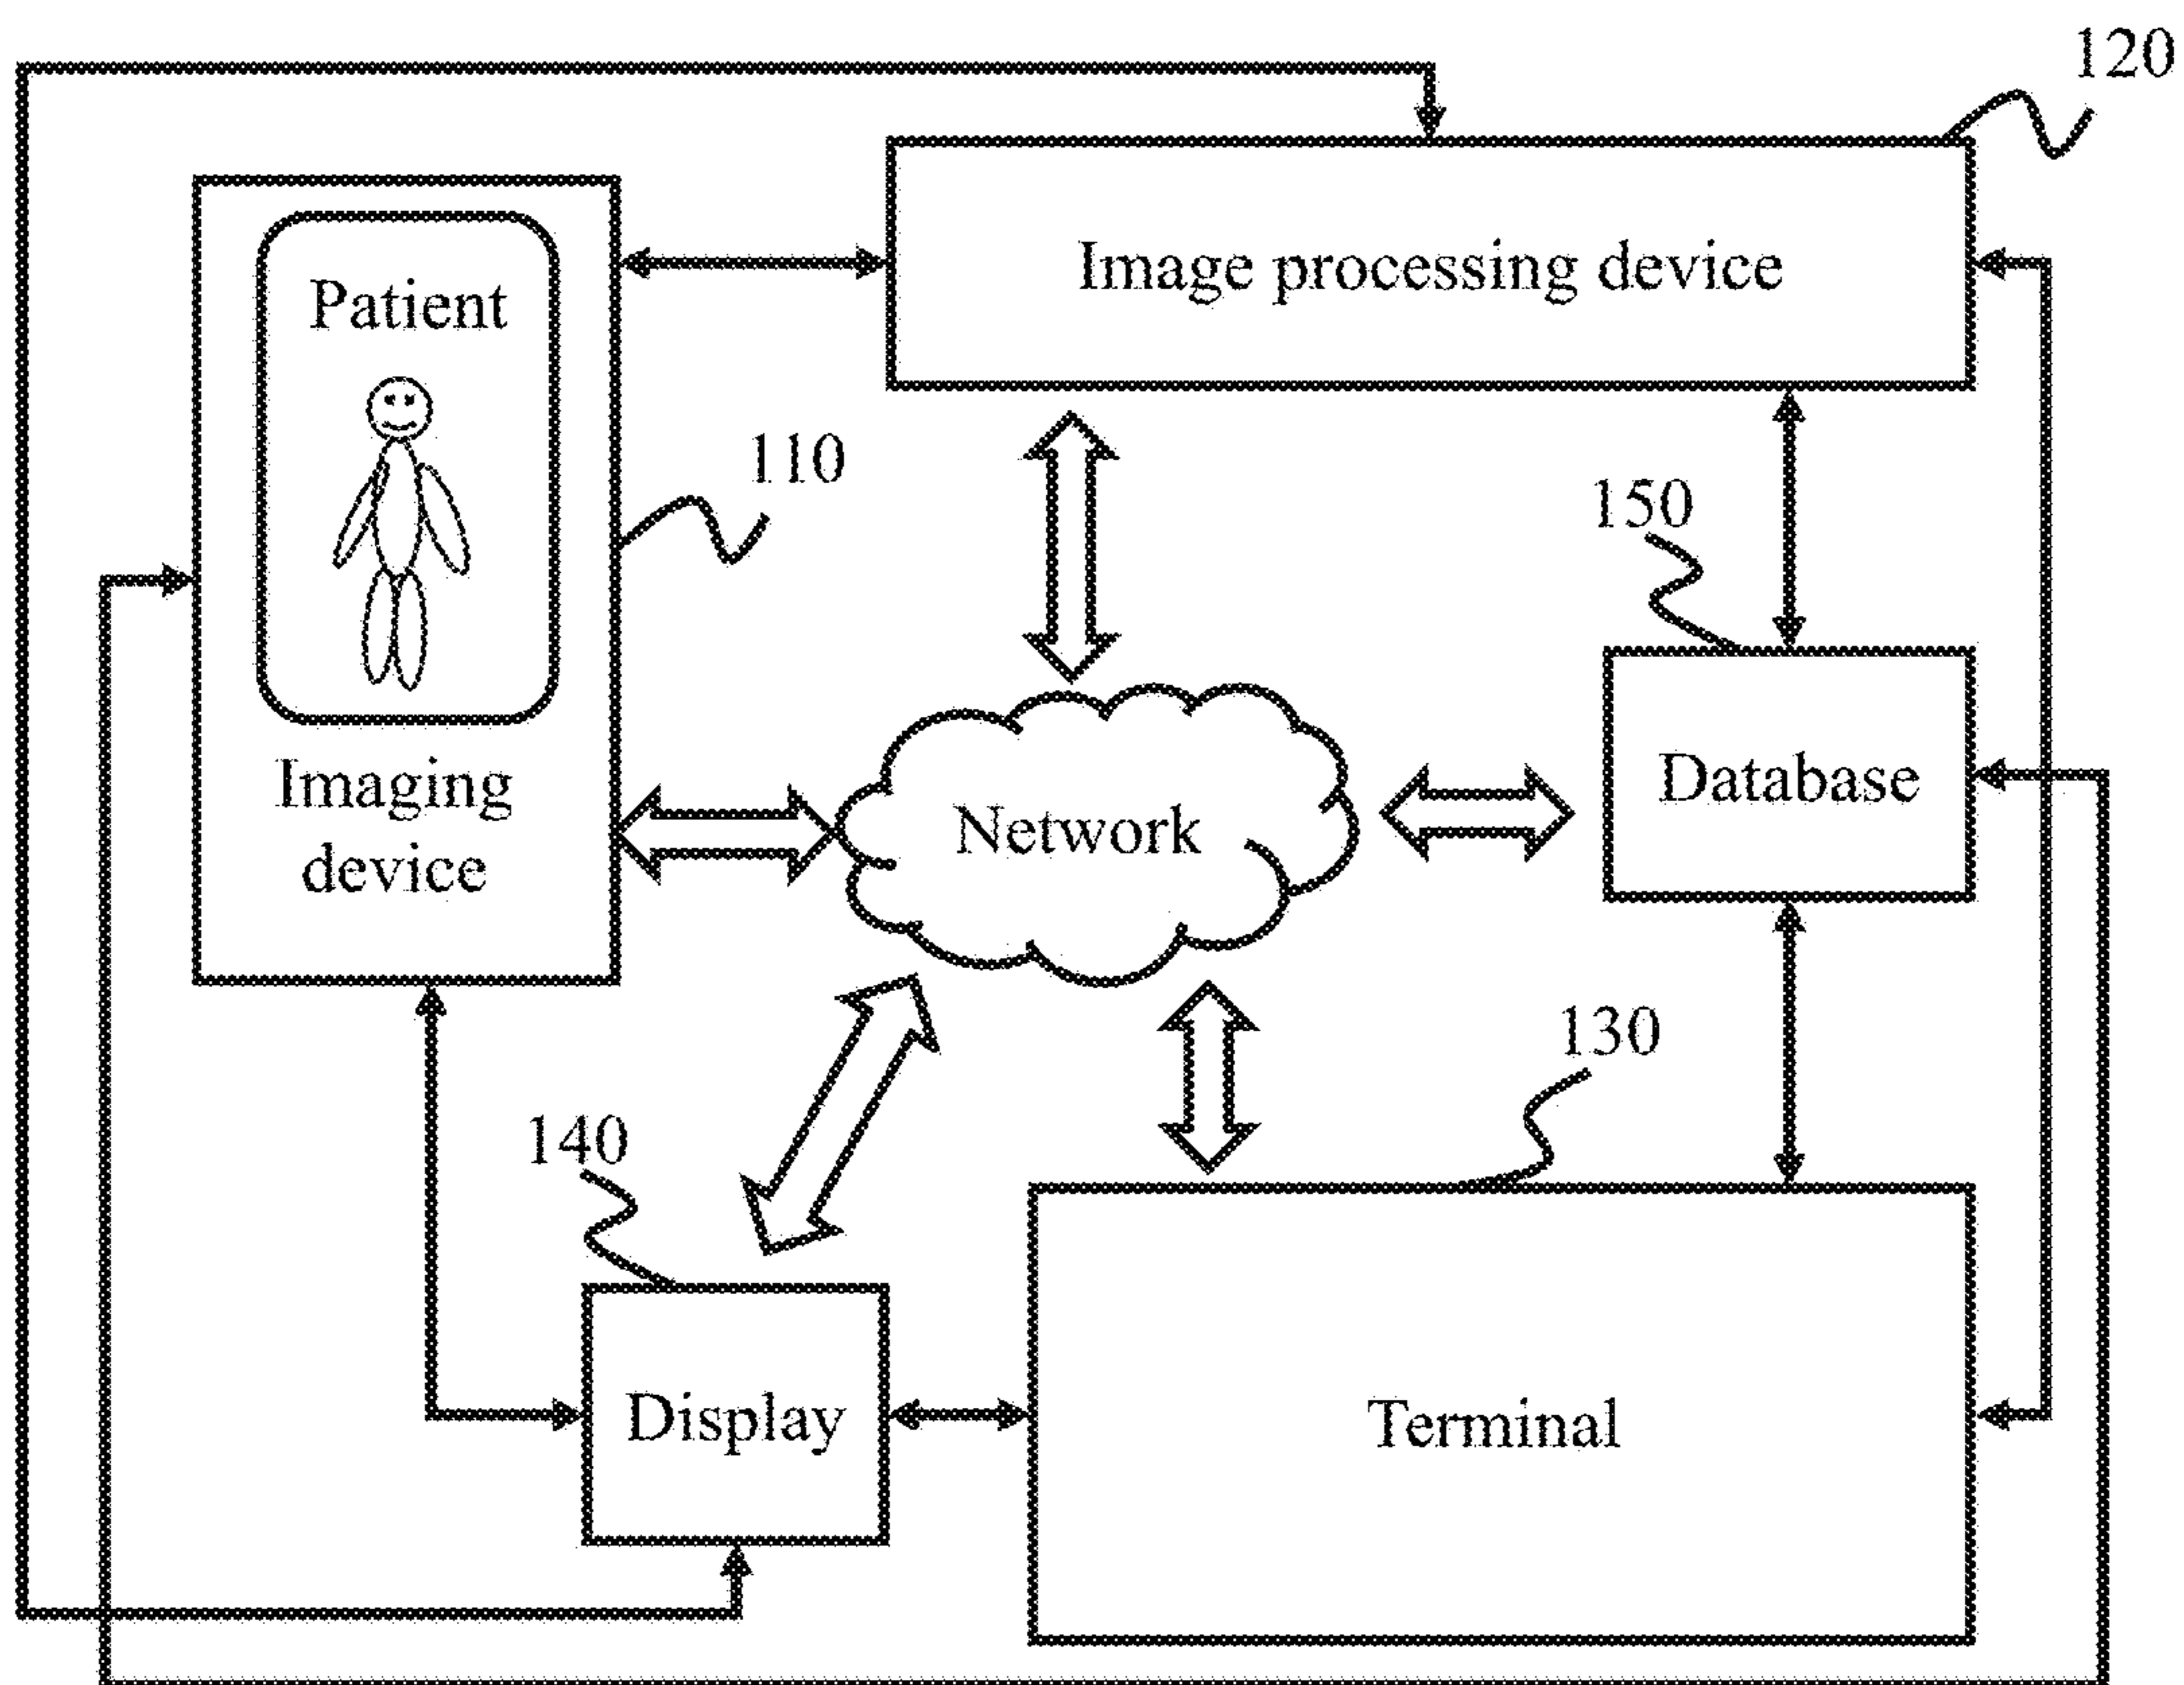 120
Image processing device
Patient
110
150
Imaging
device
Network
Database
130
140
Display
Terminal